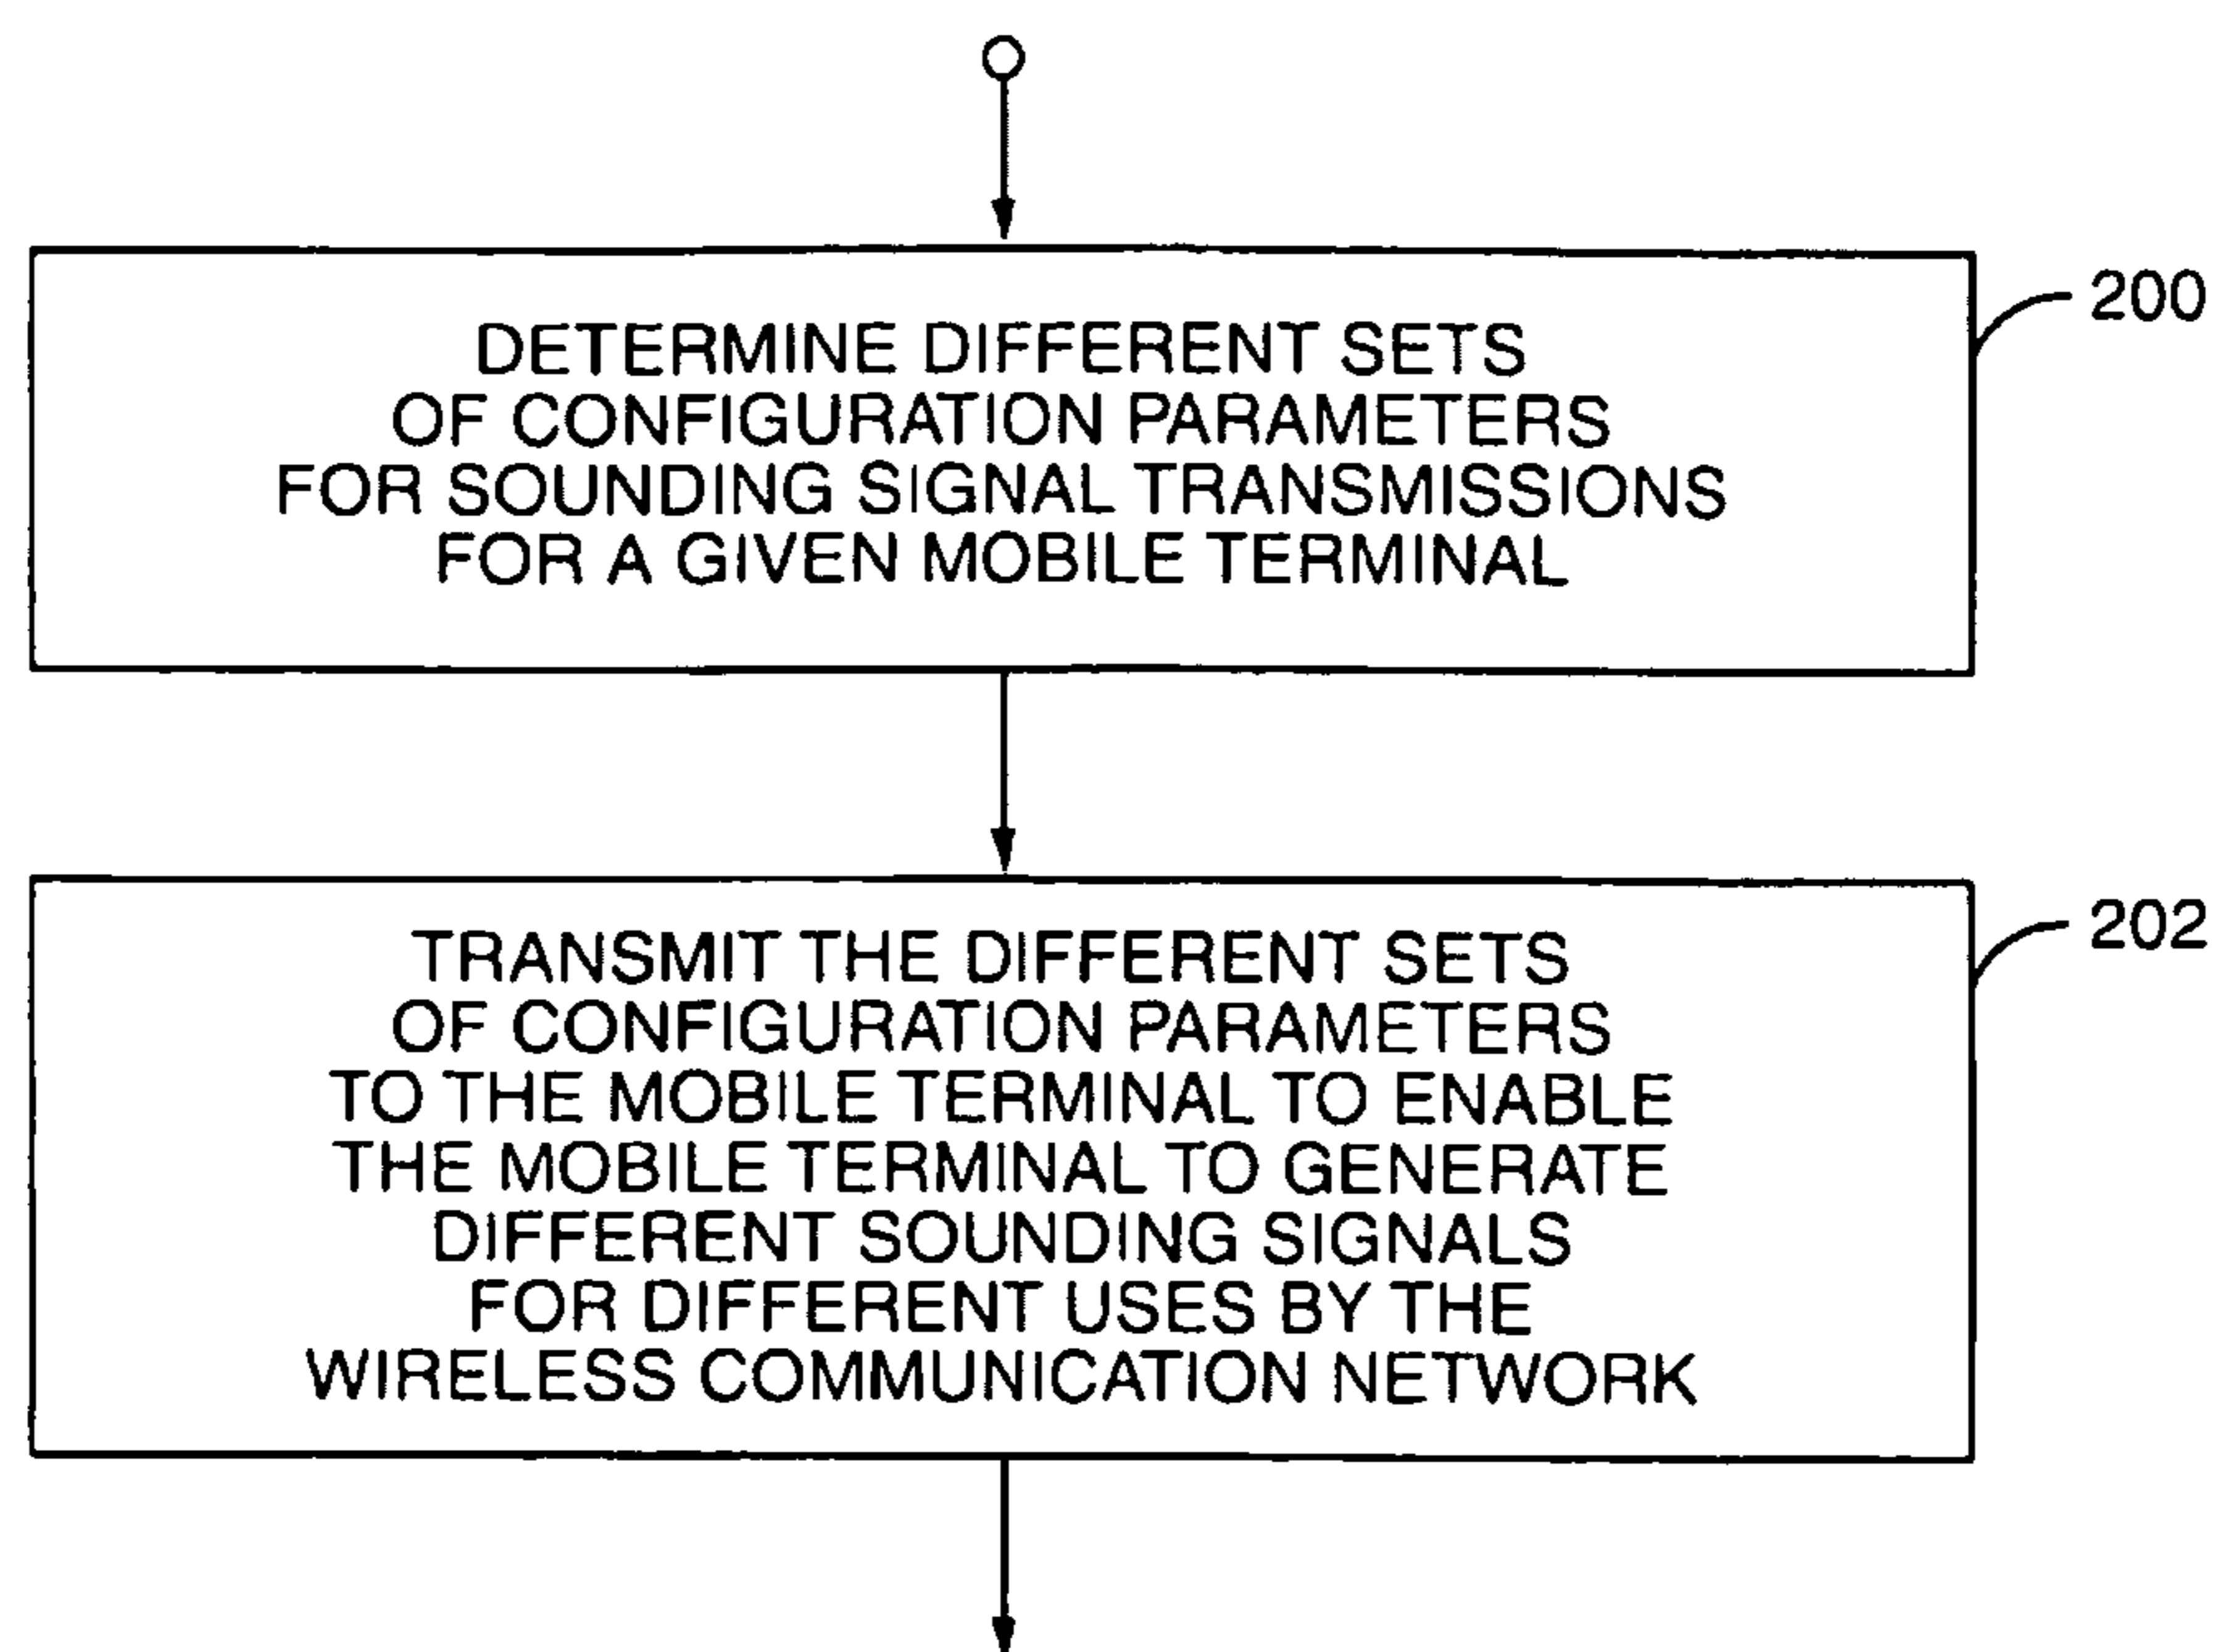 200
DETERMINE DIFFERENT SETS
OF CONFIGURATION PARAMETERS
FOR SOUNDING SIGNAL TRANSMISSIONS
FOR A GIVEN MOBILE TERMINAL
202
TRANSMIT THE DIFFERENT SETS
OF CONFIGURATION PARAMETERS
TO THE MOBILE TERMINAL TO ENABLE
THE MOBILE TERMINAL TO GENERATE
DIFFERENT SOUNDING SIGNALS
FOR DIFFERENT USES BY THE
WIRELESS COMMUNICATION NETWORK